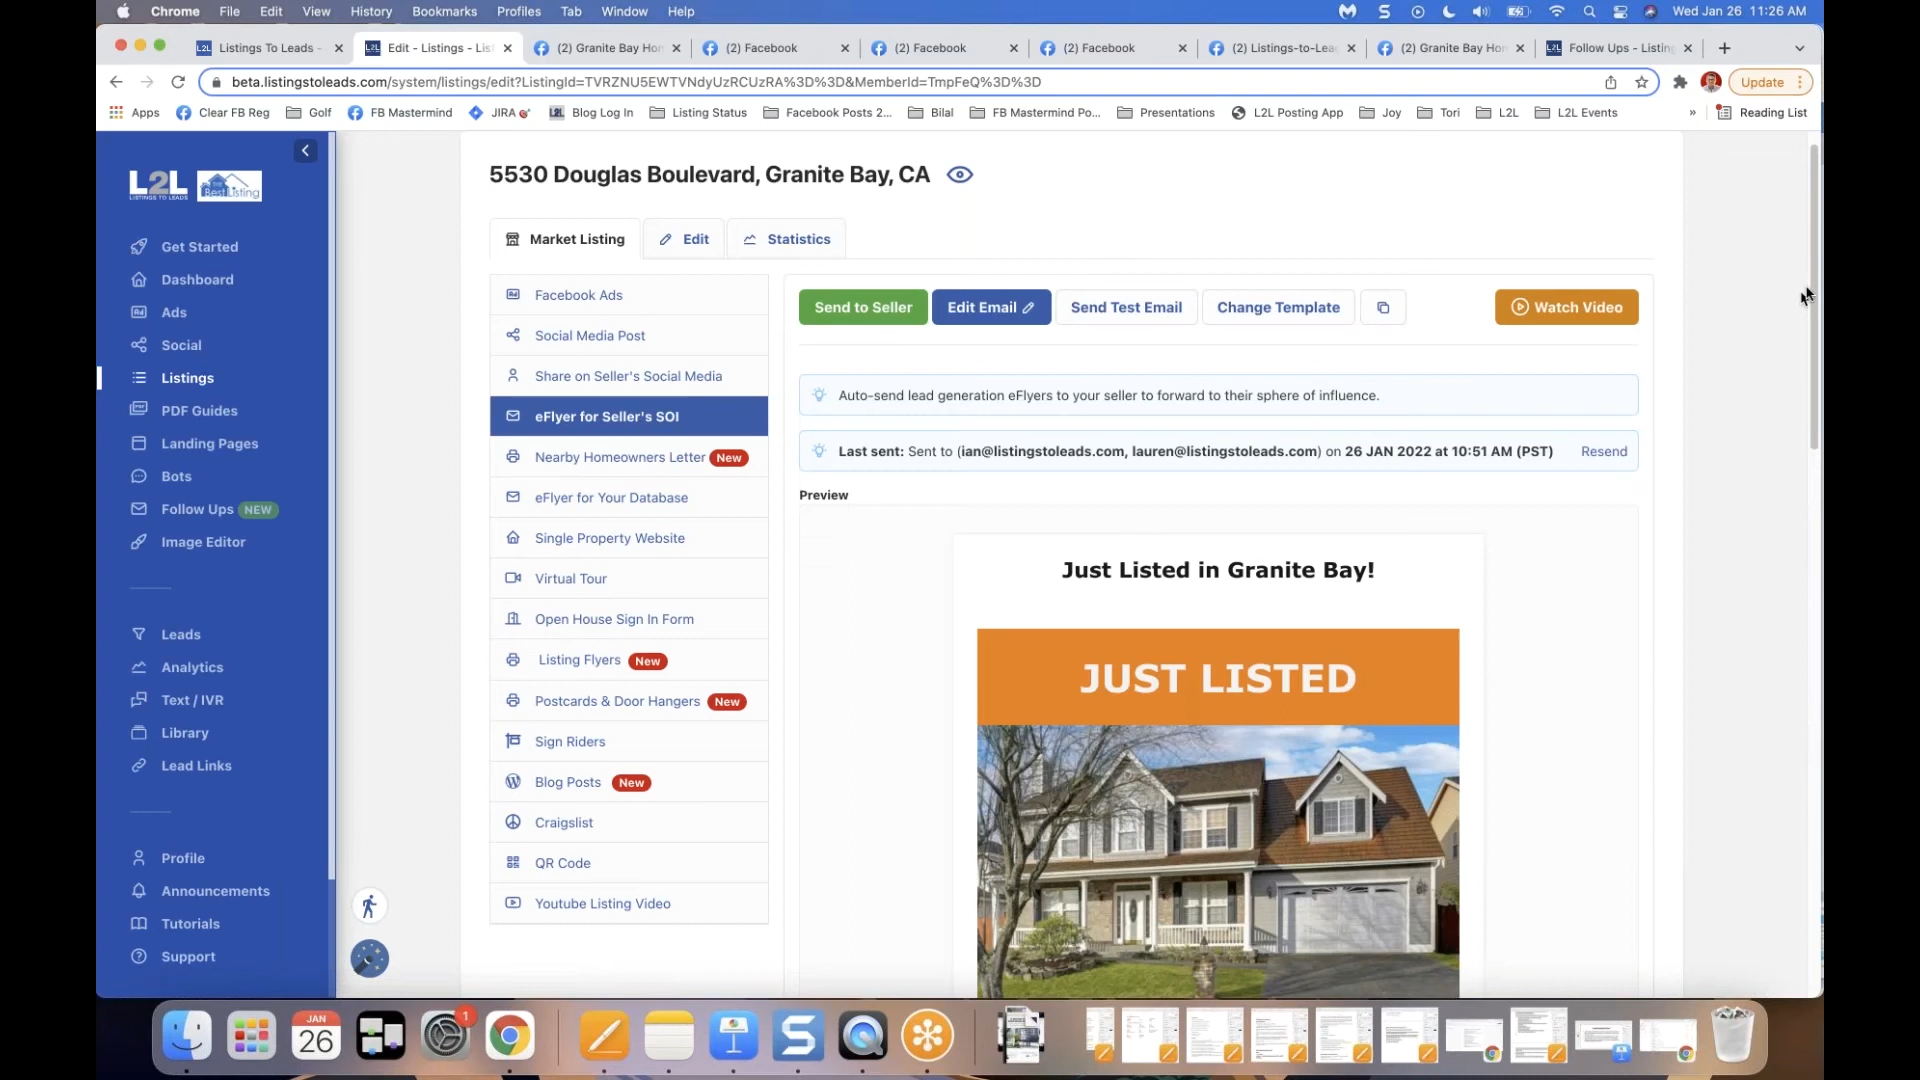 Chrome File Edit View History Bookmarks Profiles Tab Window Help
Wed Jan 26 11:26 AM
Listings To Leads -
Edit - Listings - List
(2) Granite Bay Hom
(2) Facebook
(2) Facebook
(2) Facebook
(2) Listings-to-Lea
(2) Granite Bay Hom
Follow Ups - Listing
beta.listingstoleads.com/system/listings/edit?ListingId=TVRZNU5EWTVNdyUzRCUzRA%3D%3D&MemberId=TmpFeQ%3D%3D
Update
Apps Clear FB Reg Golf FB Mastermind JIRA Blog Log In Listing Status Facebook Posts 2... Bilal FB Mastermind Po... Presentations L2L Posting App Joy Tori L2L L2L Events » Reading List
L2L
LISTINGS TO LEADS
Best Listing
Get Started
Dashboard
Ads
Social
Listings
PDF Guides
Landing Pages
Bots
Follow Ups NEW
Image Editor
Leads
Analytics
Text / IVR
Library
Lead Links
Profile
Announcements
Tutorials
Support
5530 Douglas Boulevard, Granite Bay, CA
Market Listing
Edit
Statistics
Facebook Ads
Social Media Post
Share on Seller's Social Media
eFlyer for Seller's SOI
Nearby Homeowners Letter New
eFlyer for Your Database
Single Property Website
Virtual Tour
Open House Sign In Form
Listing Flyers New
Postcards & Door Hangers New
Sign Riders
Blog Posts New
Craigslist
QR Code
Youtube Listing Video
Send to Seller
Edit Email
Send Test Email
Change Template
Watch Video
Auto-send lead generation eFlyers to your seller to forward to their sphere of influence.
Last sent: Sent to (ian@listingstoleads.com, lauren@listingstoleads.com) on 26 JAN 2022 at 10:51 AM (PST) Resend
Preview
Just Listed in Granite Bay!
JUST LISTED
JAN
26
1